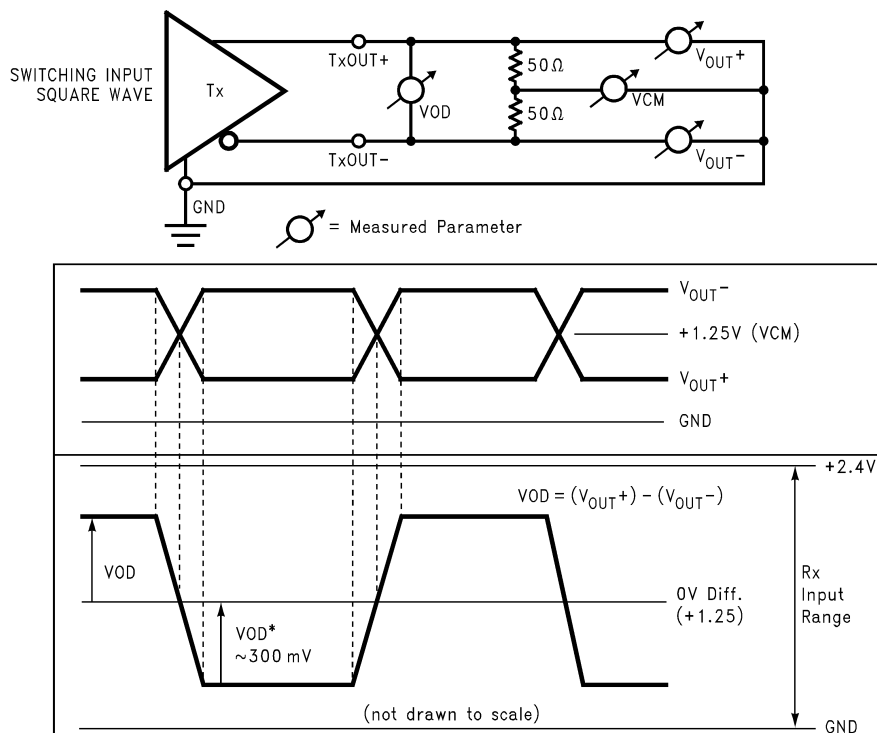 SWITCHING INPUT
SQUARE WAVE
Tx
TxOUT+
TxOUT-
VOD
50Ω
50Ω
VCM
VOUT+
VOUT-
GND
= Measured Parameter
VOUT-
+1.25V (VCM)
VOUT+
GND
+2.4V
VOD = (VOUT+) - (VOUT-)
VOD
0V Diff.
(+1.25)
Rx
Input
Range
VOD*
~300 mV
(not drawn to scale)
GND